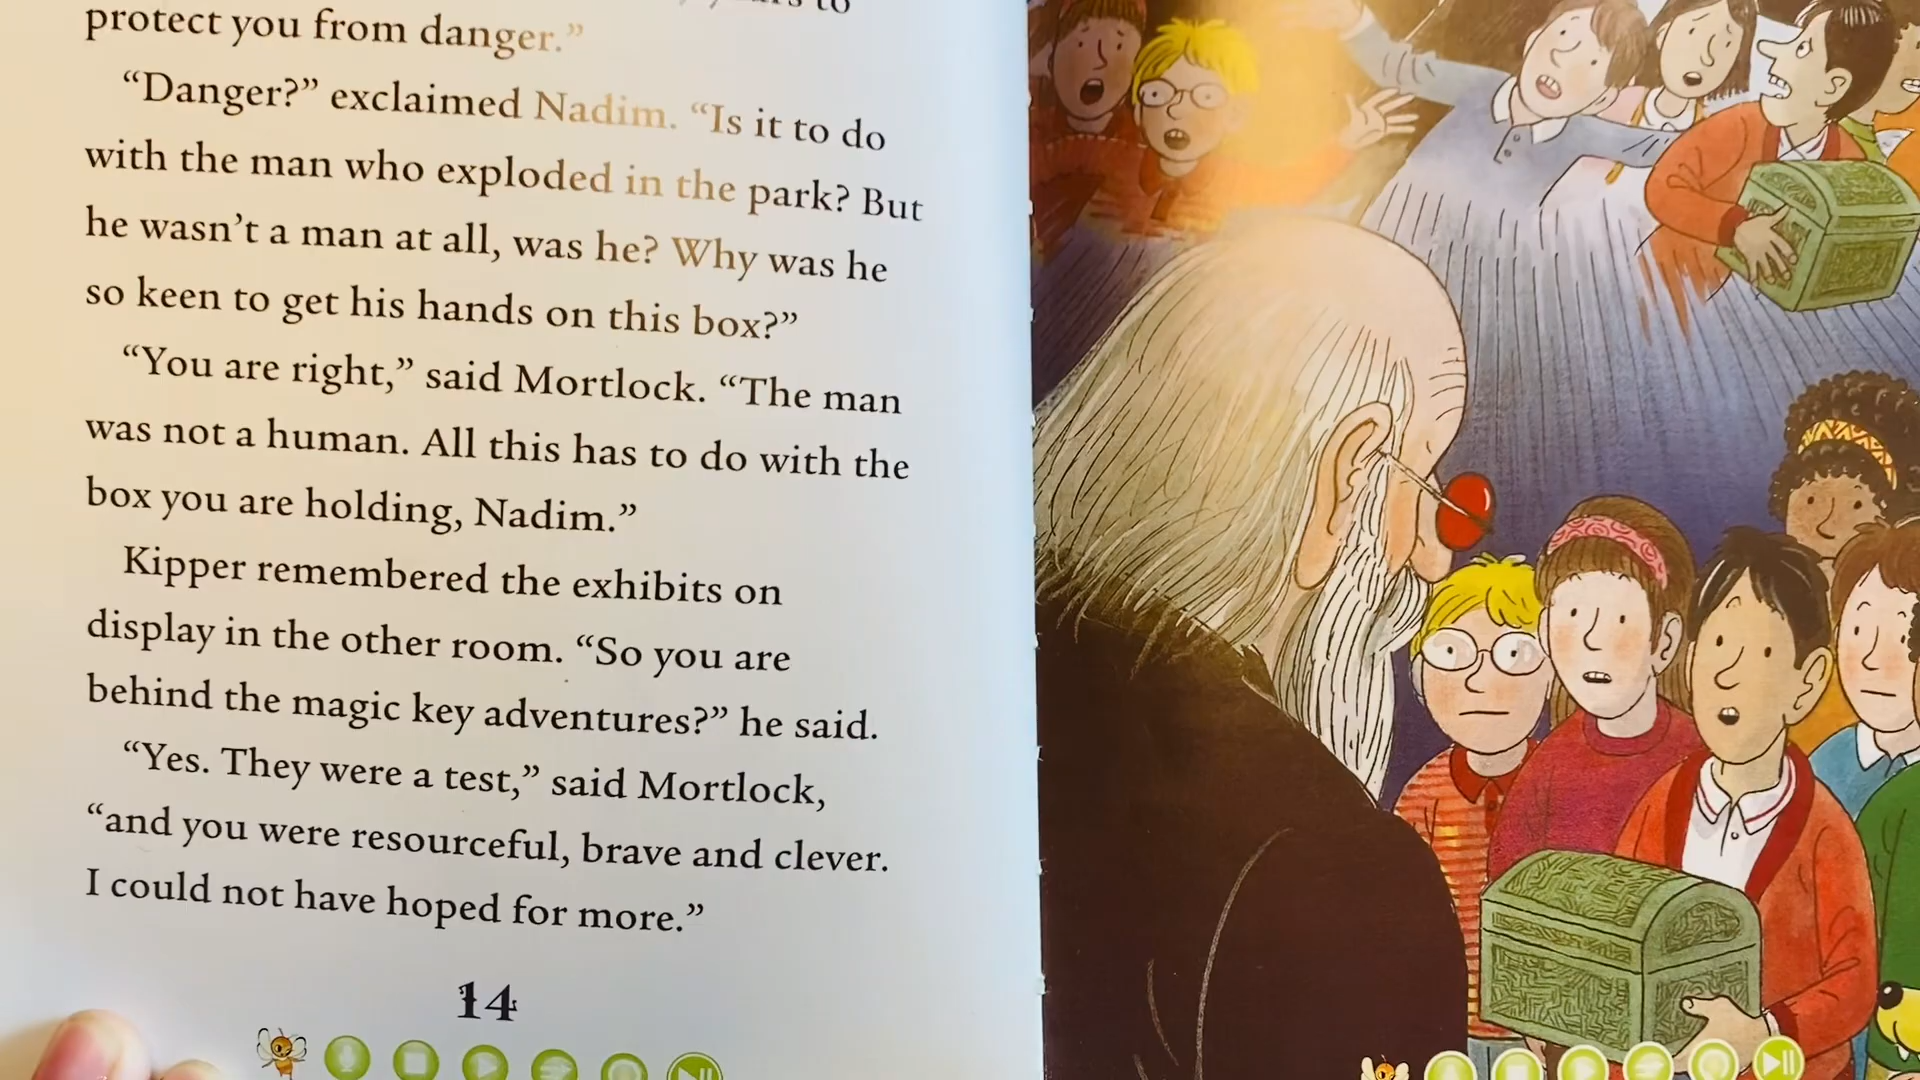 to
protect you from danger.”
“Danger?” exclaimed Nadim. “Is it to do
with the man who exploded in the park? But
he wasn’t a man at all, was he? Why was he
so keen to get his hands on this box?”
“You are right,” said Mortlock. “The man
was not a human. All this has to do with the
box you are holding, Nadim.”
Kipper remembered the exhibits on
display in the other room. “So you are
behind the magic key adventures?” he said.
“Yes. They were a test,” said Mortlock,
“and you were resourceful, brave and clever.
I could not have hoped for more.”
14